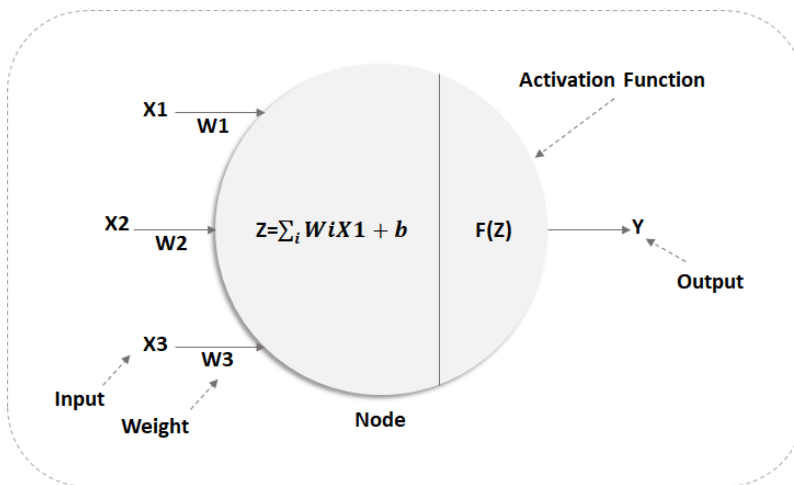 Activation Function
X1
W1
X2
W2
Z=∑ᵢ WiX1 + b
F(Z)
Y
Output
X3
W3
Input
Weight
Node